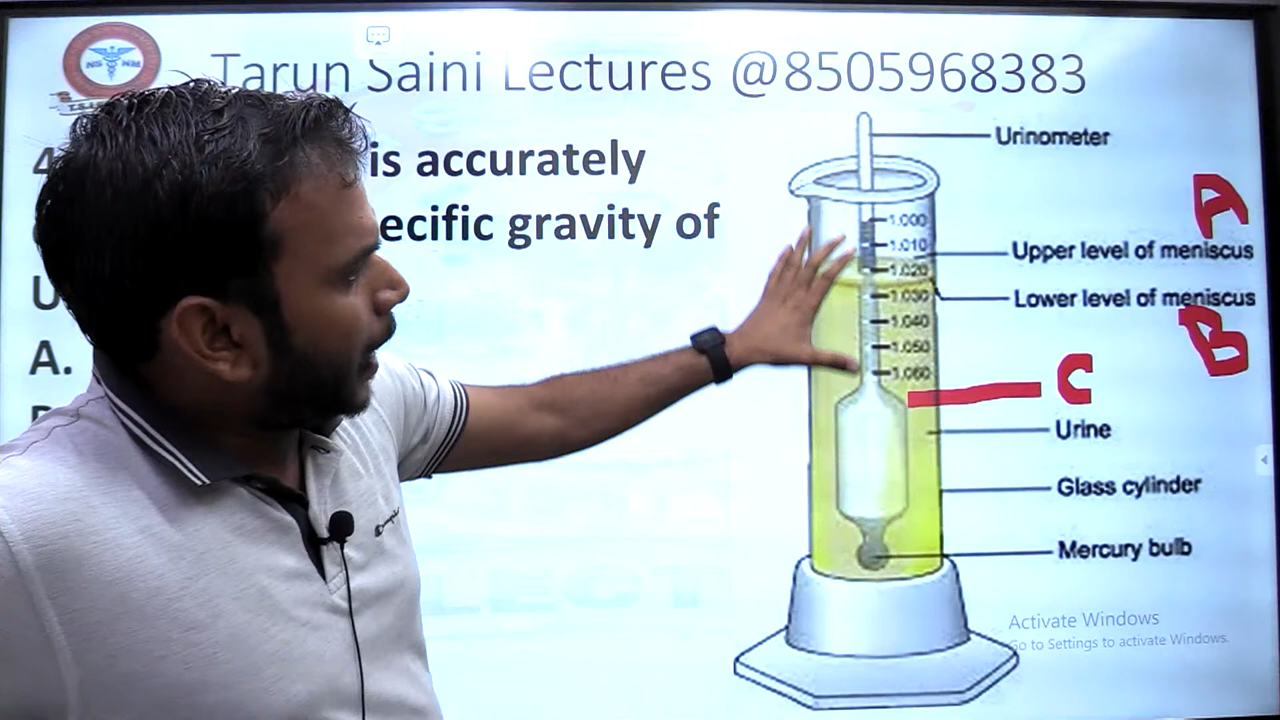 Tarun Saini Lectures @8505968383
is accurately
ecific gravity of
U
A.
Urinometer
1.000
1.010
1.020
1.030
1.040
1.050
1.060
A
Upper level of meniscus
Lower level of meniscus
B
C
Urine
Glass cylinder
Mercury bulb
Activate Windows
Go to Settings to activate Windows.